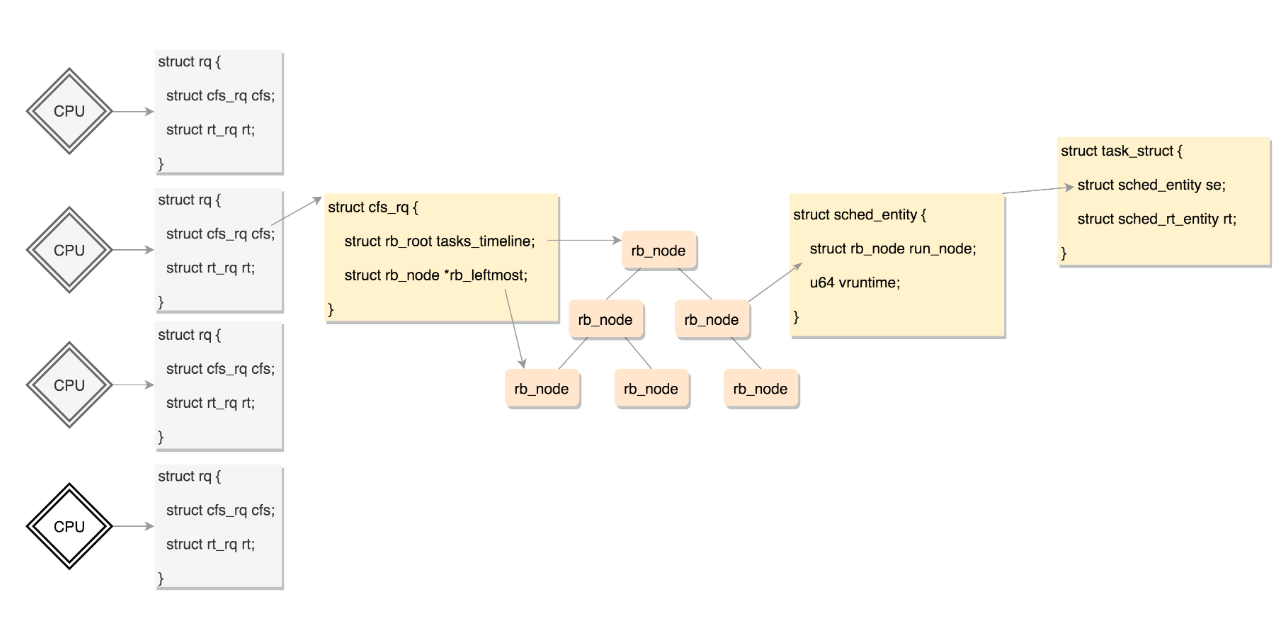 CPU
struct rq {
struct cfs_rq cfs;
struct rt_rq rt;
}
CPU
struct rq {
struct cfs_rq cfs;
struct rt_rq rt;
}
CPU
struct rq {
struct cfs_rq cfs;
struct rt_rq rt;
}
CPU
struct rq {
struct cfs_rq cfs;
struct rt_rq rt;
}
struct cfs_rq {
struct rb_root tasks_timeline;
struct rb_node *rb_leftmost;
}
rb_node
rb_node
rb_node
rb_node
rb_node
rb_node
struct sched_entity {
struct rb_node run_node;
u64 vruntime;
}
struct task_struct {
struct sched_entity se;
struct sched_rt_entity rt;
}